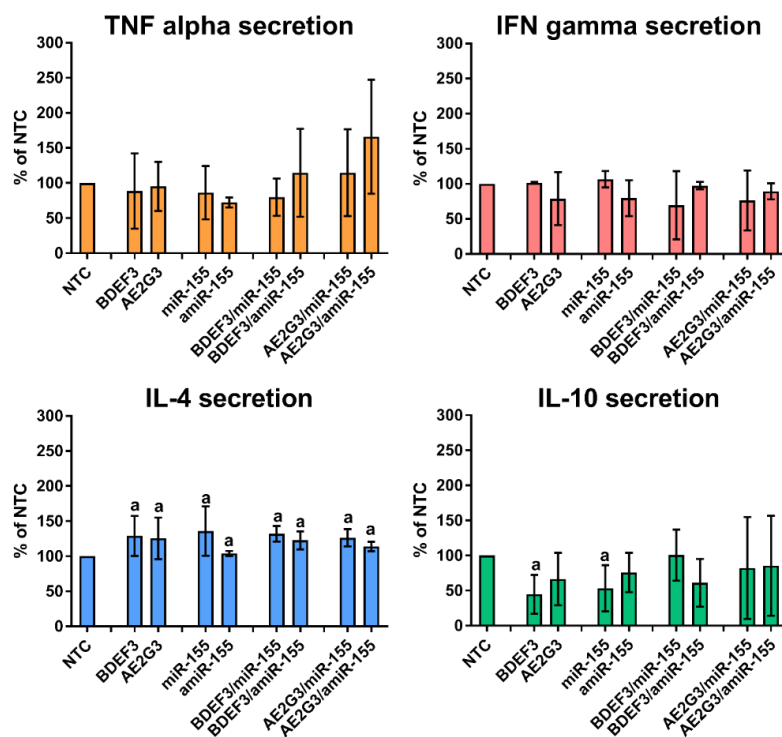 TNF alpha secretion
% of NTC
300
250
200
150
100
50
0
NTC
BDEF3
AE2G3
miR-155
amiR-155
BDEF3/miR-155
BDEF3/amiR-155
AE2G3/miR-155
AE2G3/amiR-155
IFN gamma secretion
% of NTC
300
250
200
150
100
50
0
NTC
BDEF3
AE2G3
miR-155
amiR-155
BDEF3/miR-155
BDEF3/amiR-155
AE2G3/miR-155
AE2G3/amiR-155
IL-4 secretion
% of NTC
300
250
200
150
100
50
0
a a a a a a a a
NTC
BDEF3
AE2G3
miR-155
amiR-155
BDEF3/miR-155
BDEF3/amiR-155
AE2G3/miR-155
AE2G3/amiR-155
IL-10 secretion
% of NTC
300
250
200
150
100
50
0
a a
NTC
BDEF3
AE2G3
miR-155
amiR-155
BDEF3/miR-155
BDEF3/amiR-155
AE2G3/miR-155
AE2G3/amiR-155